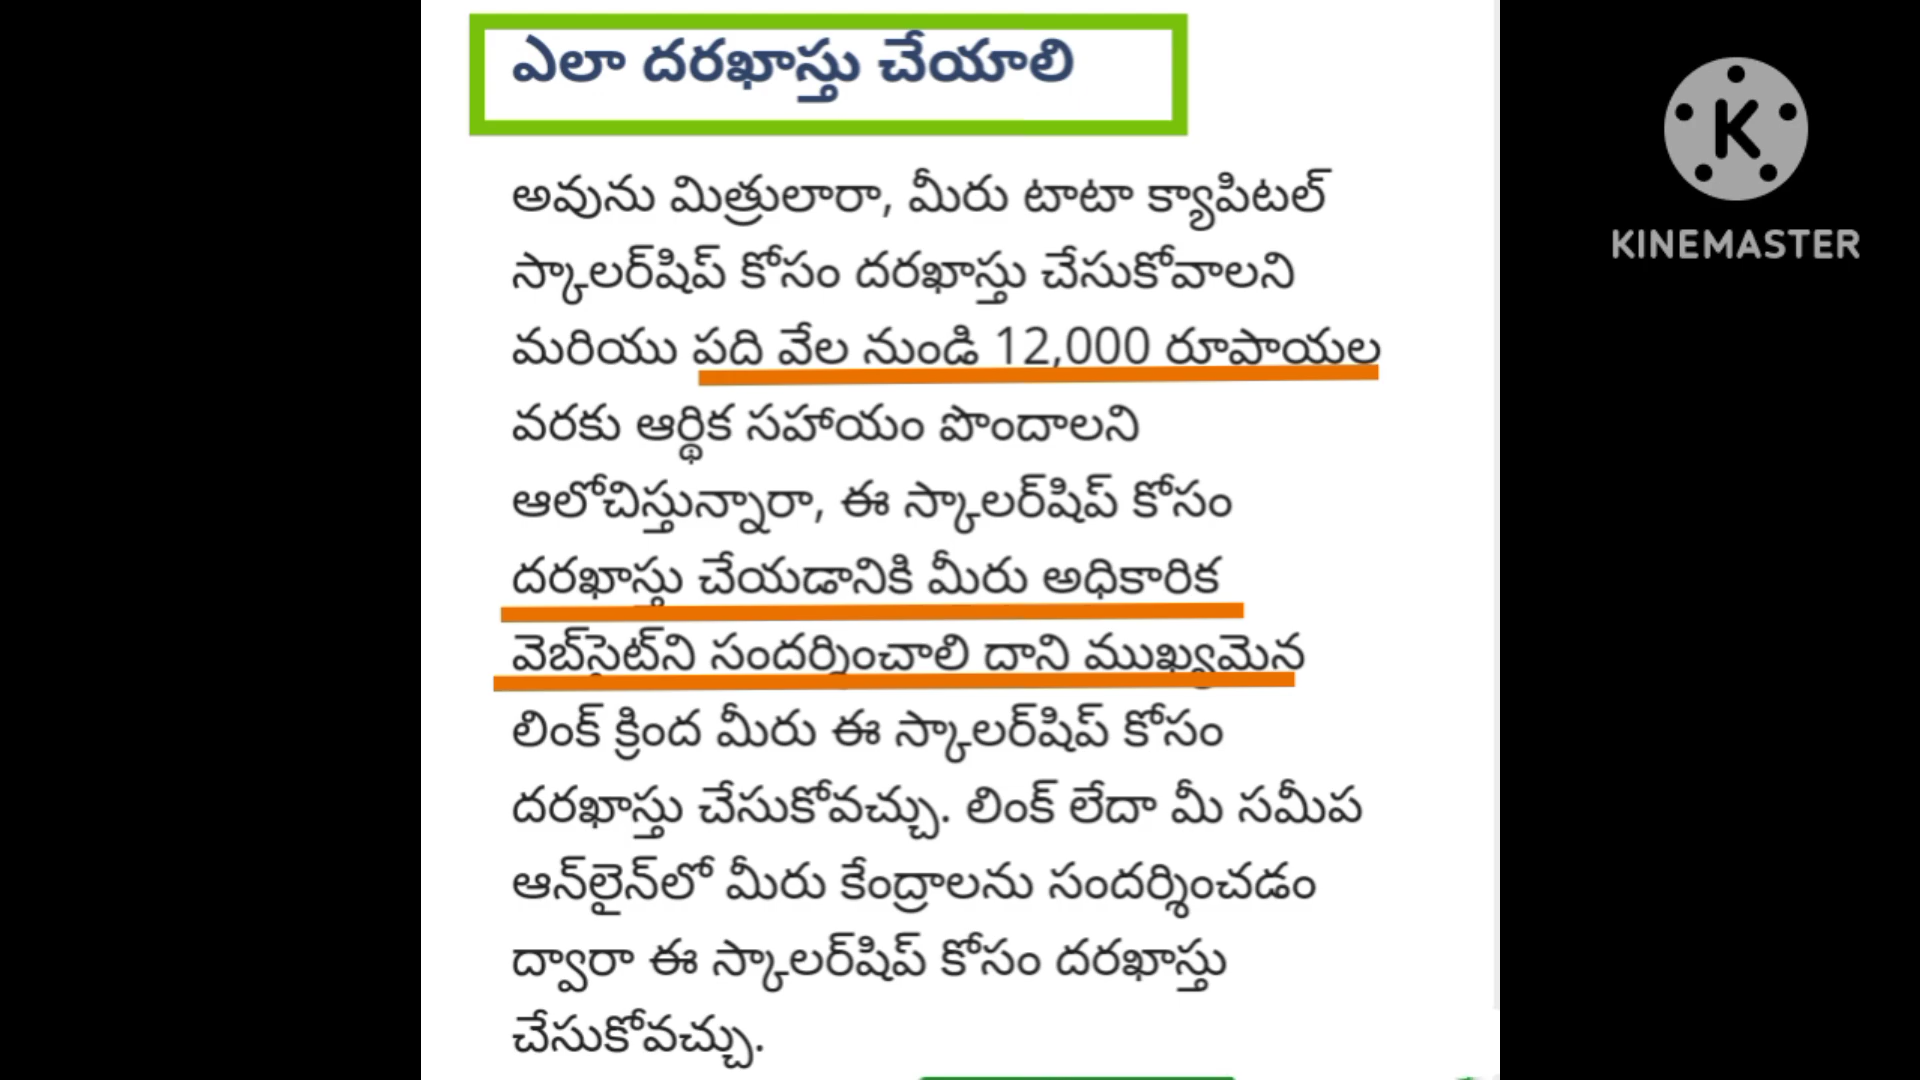 ఎలా దరఖాస్తు చేయాలి
అవును మిత్రులారా, మీరు టాటా క్యాపిటల్
స్కాలర్‌షిప్ కోసం దరఖాస్తు చేసుకోవాలని
మరియు పది వేల నుండి 12,000 రూపాయల
వరకు ఆర్థిక సహాయం పొందాలని
ఆలోచిస్తున్నారా, ఈ స్కాలర్‌షిప్ కోసం
దరఖాస్తు చేయడానికి మీరు అధికారిక
వెబ్‌సైట్‌ని సందర్శించాలి దాని ముఖ్యమైన
లింక్ క్రింద మీరు ఈ స్కాలర్‌షిప్ కోసం
దరఖాస్తు చేసుకోవచ్చు. లింక్ లేదా మీ సమీప
ఆన్‌లైన్‌లో మీరు కేంద్రాలను సందర్శించడం
ద్వారా ఈ స్కాలర్‌షిప్ కోసం దరఖాస్తు
చేసుకోవచ్చు.
K
KINEMASTER